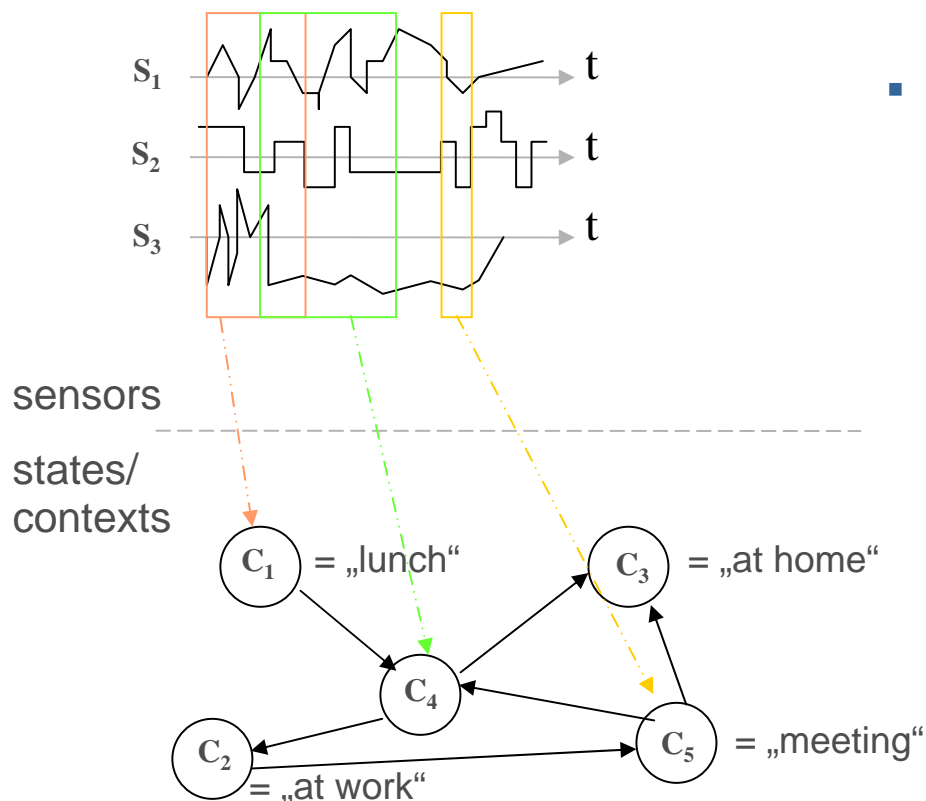 S₁ t
S₂ t
S₃ t
sensors
states/
contexts
C₁ = „lunch“
C₃ = „at home“
C₄
C₂
C₅ = „meeting“
= „at work“